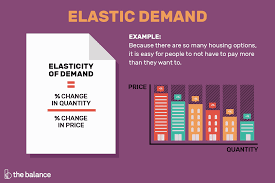 ELASTIC DEMAND
ELASTICITY
OF DEMAND
=
% CHANGE
IN QUANTITY
% CHANGE
IN PRICE
EXAMPLE:
Because there are so many housing options,
it is easy for people to not have to pay more
than they want to.
PRICE
QUANTITY
the balance